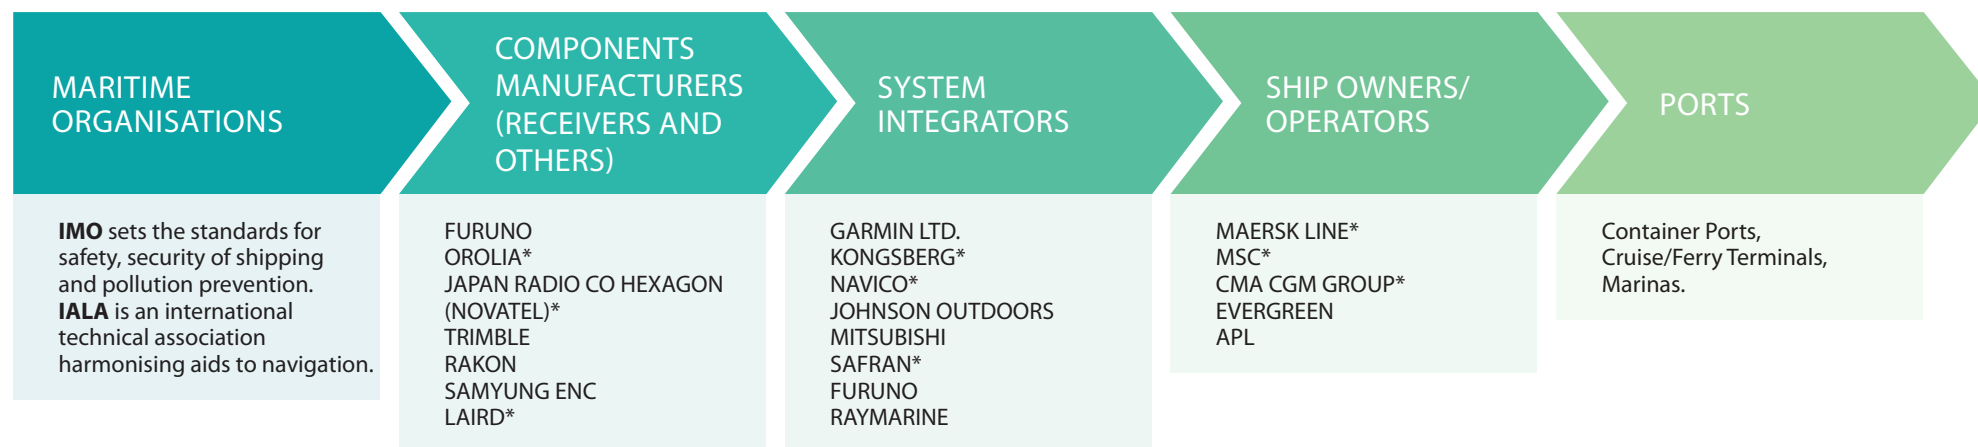 MARITIME
ORGANISATIONS
IMO sets the standards for
safety, security of shipping
and pollution prevention.
IALA is an international
technical association
harmonising aids to navigation.
COMPONENTS
MANUFACTURERS
(RECEIVERS AND
OTHERS)
FURUNO
OROLIA*
JAPAN RADIO CO HEXAGON
(NOVATEL)*
TRIMBLE
RAKON
SAMYUNG ENC
LAIRD*
SYSTEM
INTEGRATORS
GARMIN LTD.
KONGSBERG*
NAVICO*
JOHNSON OUTDOORS
MITSUBISHI
SAFRAN*
FURUNO
RAYMARINE
SHIP OWNERS/
OPERATORS
MAERSK LINE*
MSC*
CMA CGM GROUP*
EVERGREEN
APL
PORTS
Container Ports,
Cruise/Ferry Terminals,
Marinas.